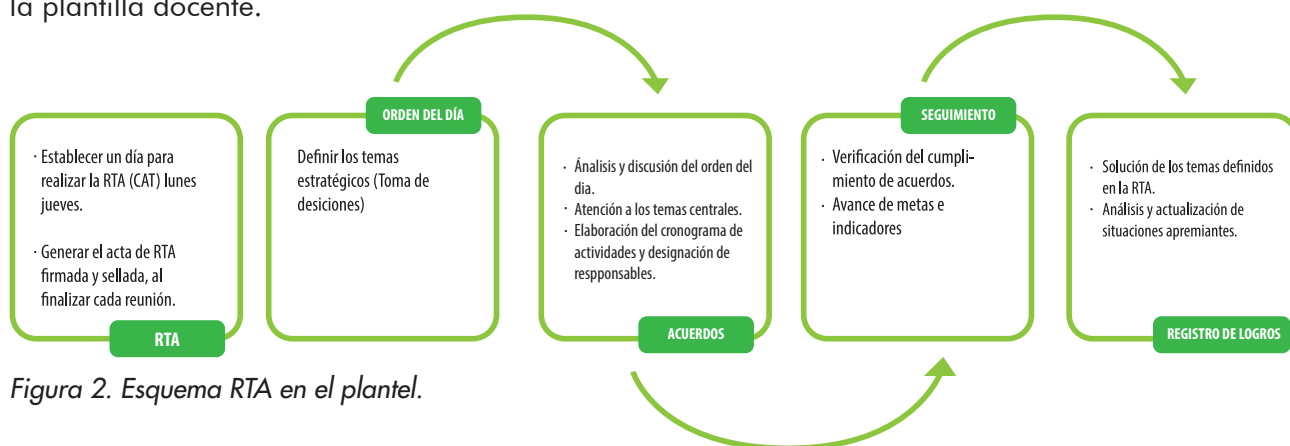 la plantilla docente.
· Establecer un día para
realizar la RTA (CAT) lunes
jueves.
· Generar el acta de RTA
firmada y sellada, al
finalizar cada reunión.
RTA
ORDEN DEL DÍA
Definir los temas
estratégicos (Toma de
desiciones)
· Ánalisis y discusión del orden del
dia.
· Atención a los temas centrales.
· Elaboración del cronograma de
actividades y designación de
respponsables.
ACUERDOS
SEGUIMIENTO
· Verificación del cumpli-
miento de acuerdos.
· Avance de metas e
indicadores
· Solución de los temas definidos
en la RTA.
· Análisis y actualización de
situaciones apremiantes.
REGISTRO DE LOGROS
Figura 2. Esquema RTA en el plantel.